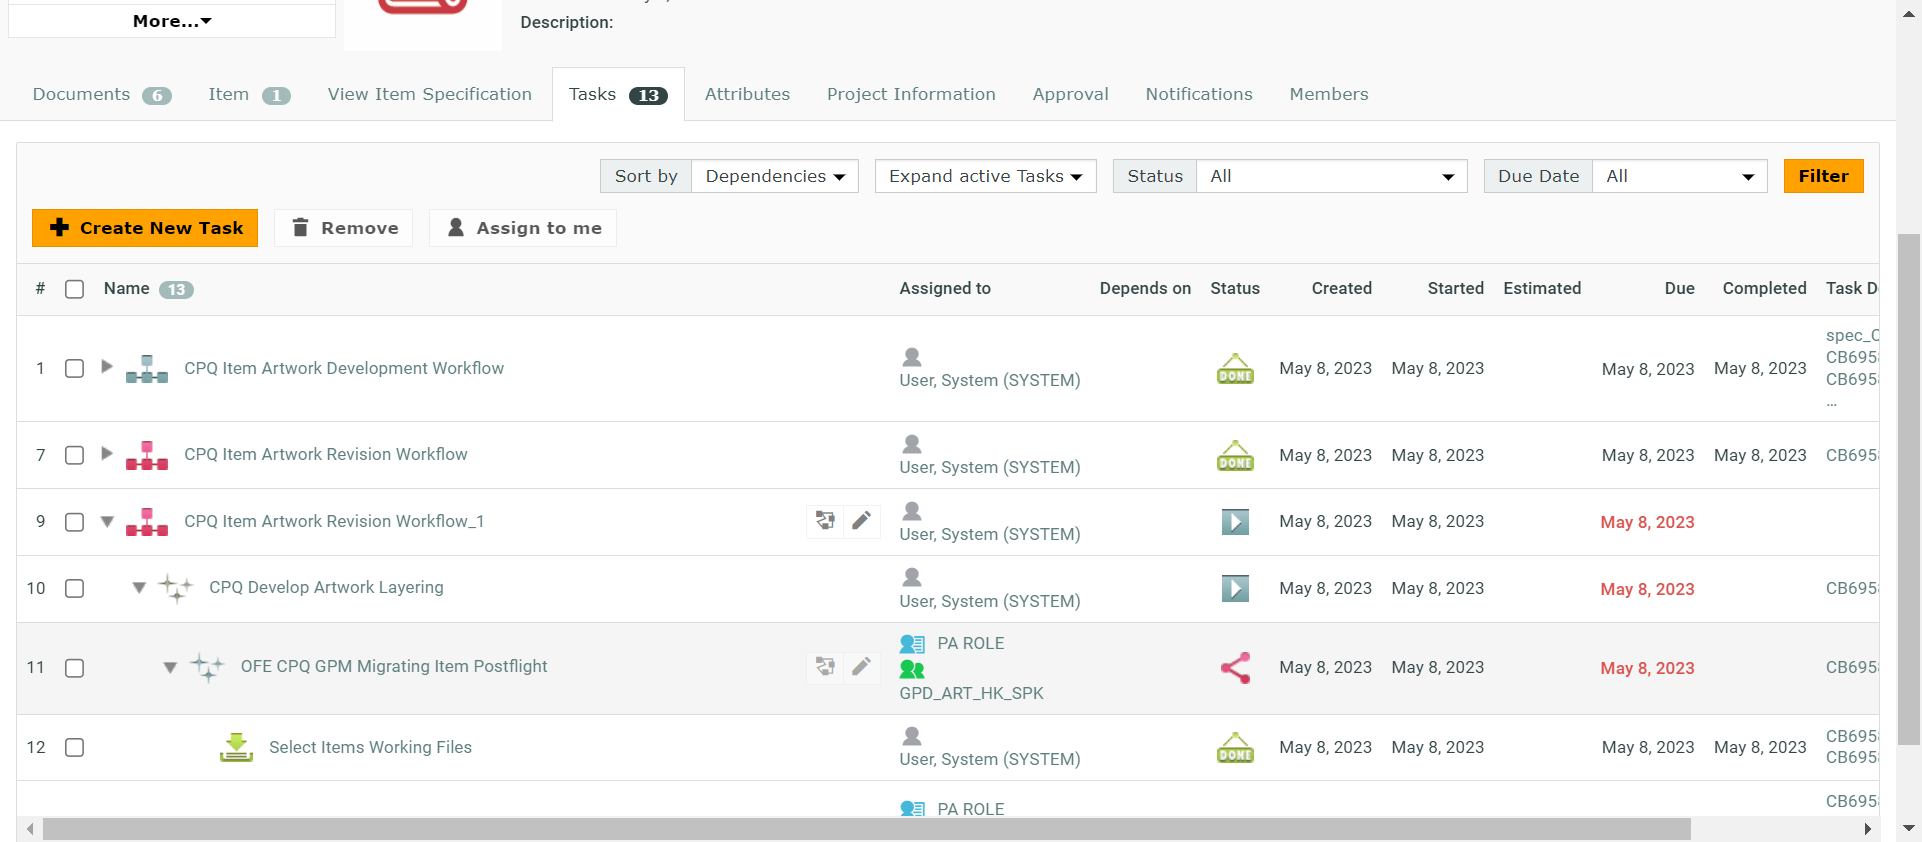 More...
Description:
Documents 6 Item 1 View Item Specification Tasks 13 Attributes Project Information Approval Notifications Members
Sort by Dependencies Expand active Tasks Status All Due Date All Filter
Create New Task Remove Assign to me
# Name 13 Assigned to Depends on Status Created Started Estimated Due Completed Task D
spec_C
CB695
CB695
...
1 CPQ Item Artwork Development Workflow User, System (SYSTEM) DONE May 8, 2023 May 8, 2023 May 8, 2023 May 8, 2023
7 CPQ Item Artwork Revision Workflow User, System (SYSTEM) DONE May 8, 2023 May 8, 2023 May 8, 2023 May 8, 2023 CB695
9 CPQ Item Artwork Revision Workflow_1 User, System (SYSTEM) May 8, 2023 May 8, 2023 May 8, 2023
10 CPQ Develop Artwork Layering User, System (SYSTEM) May 8, 2023 May 8, 2023 May 8, 2023 CB695
PA ROLE
11 OFE CPQ GPM Migrating Item Postflight May 8, 2023 May 8, 2023 May 8, 2023 CB695
GPD_ART_HK_SPK
12 Select Items Working Files User, System (SYSTEM) DONE May 8, 2023 May 8, 2023 May 8, 2023 May 8, 2023 CB695
CB695
PA ROLE CB695